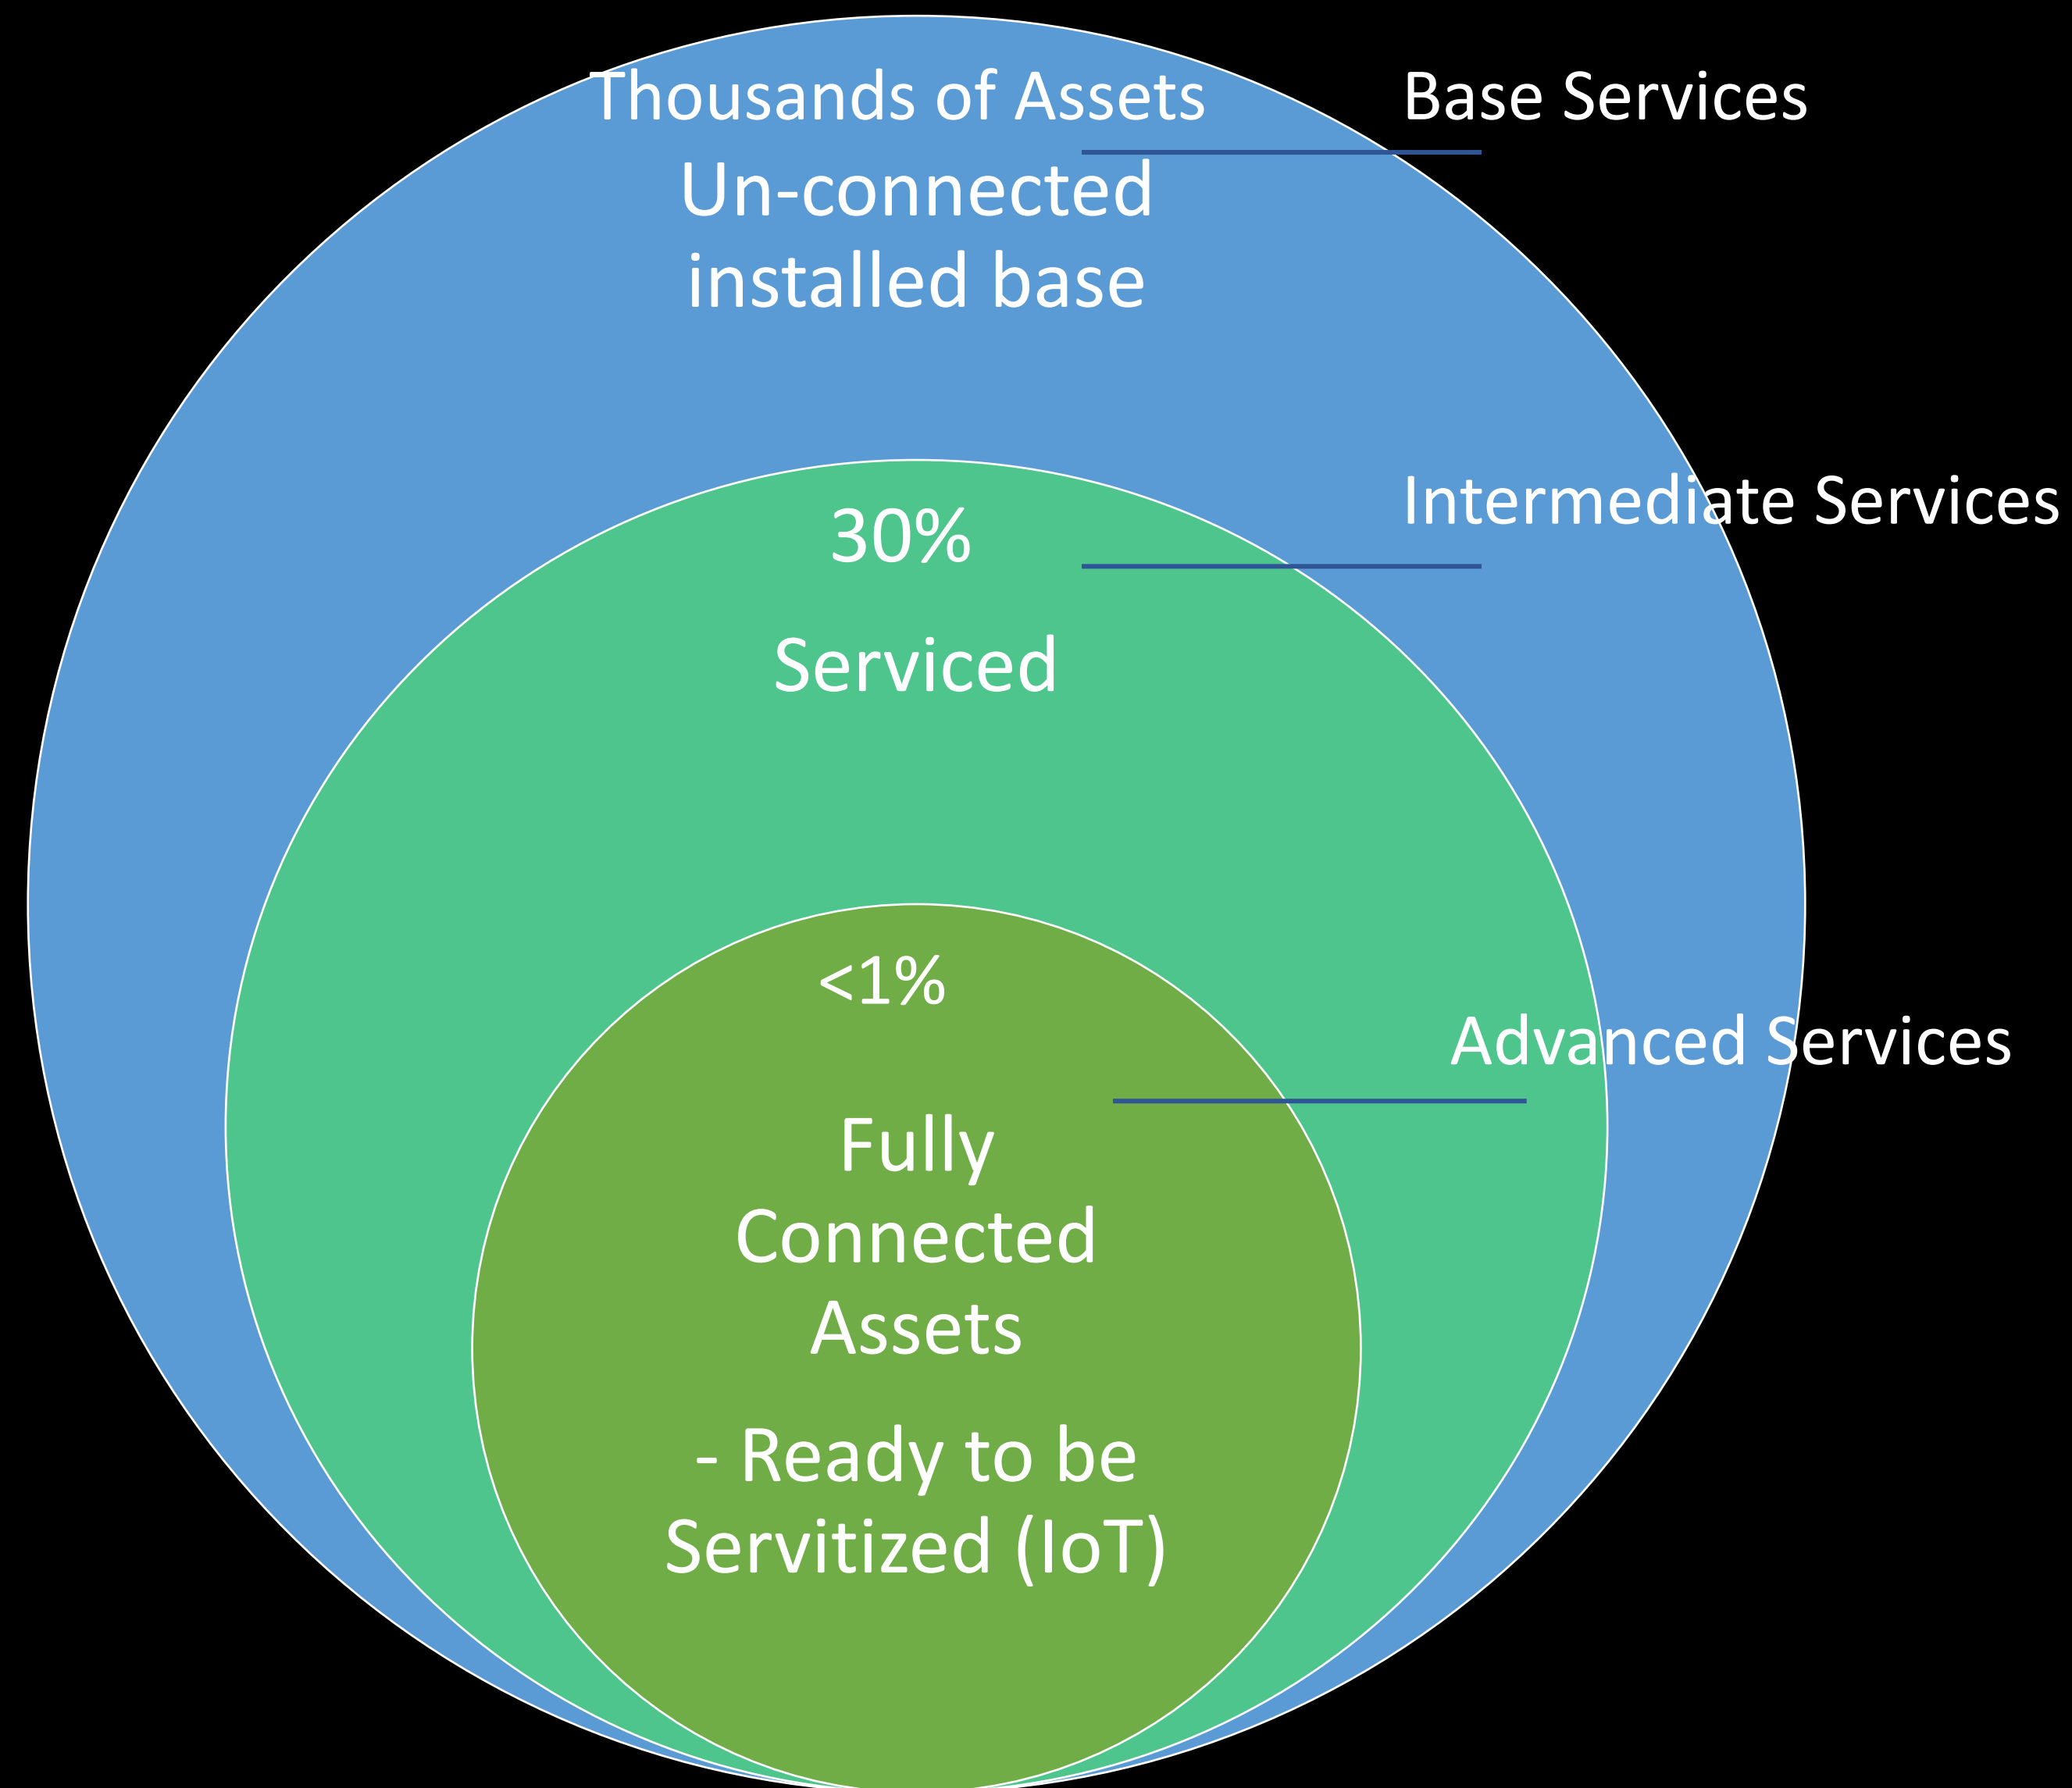 Thousands of Assets
Un-connected
installed base
Base Services
30%
Serviced
Intermediate Services
<1%
Fully
Connected
Assets
- Ready to be
Servitized (IoT)
Advanced Services